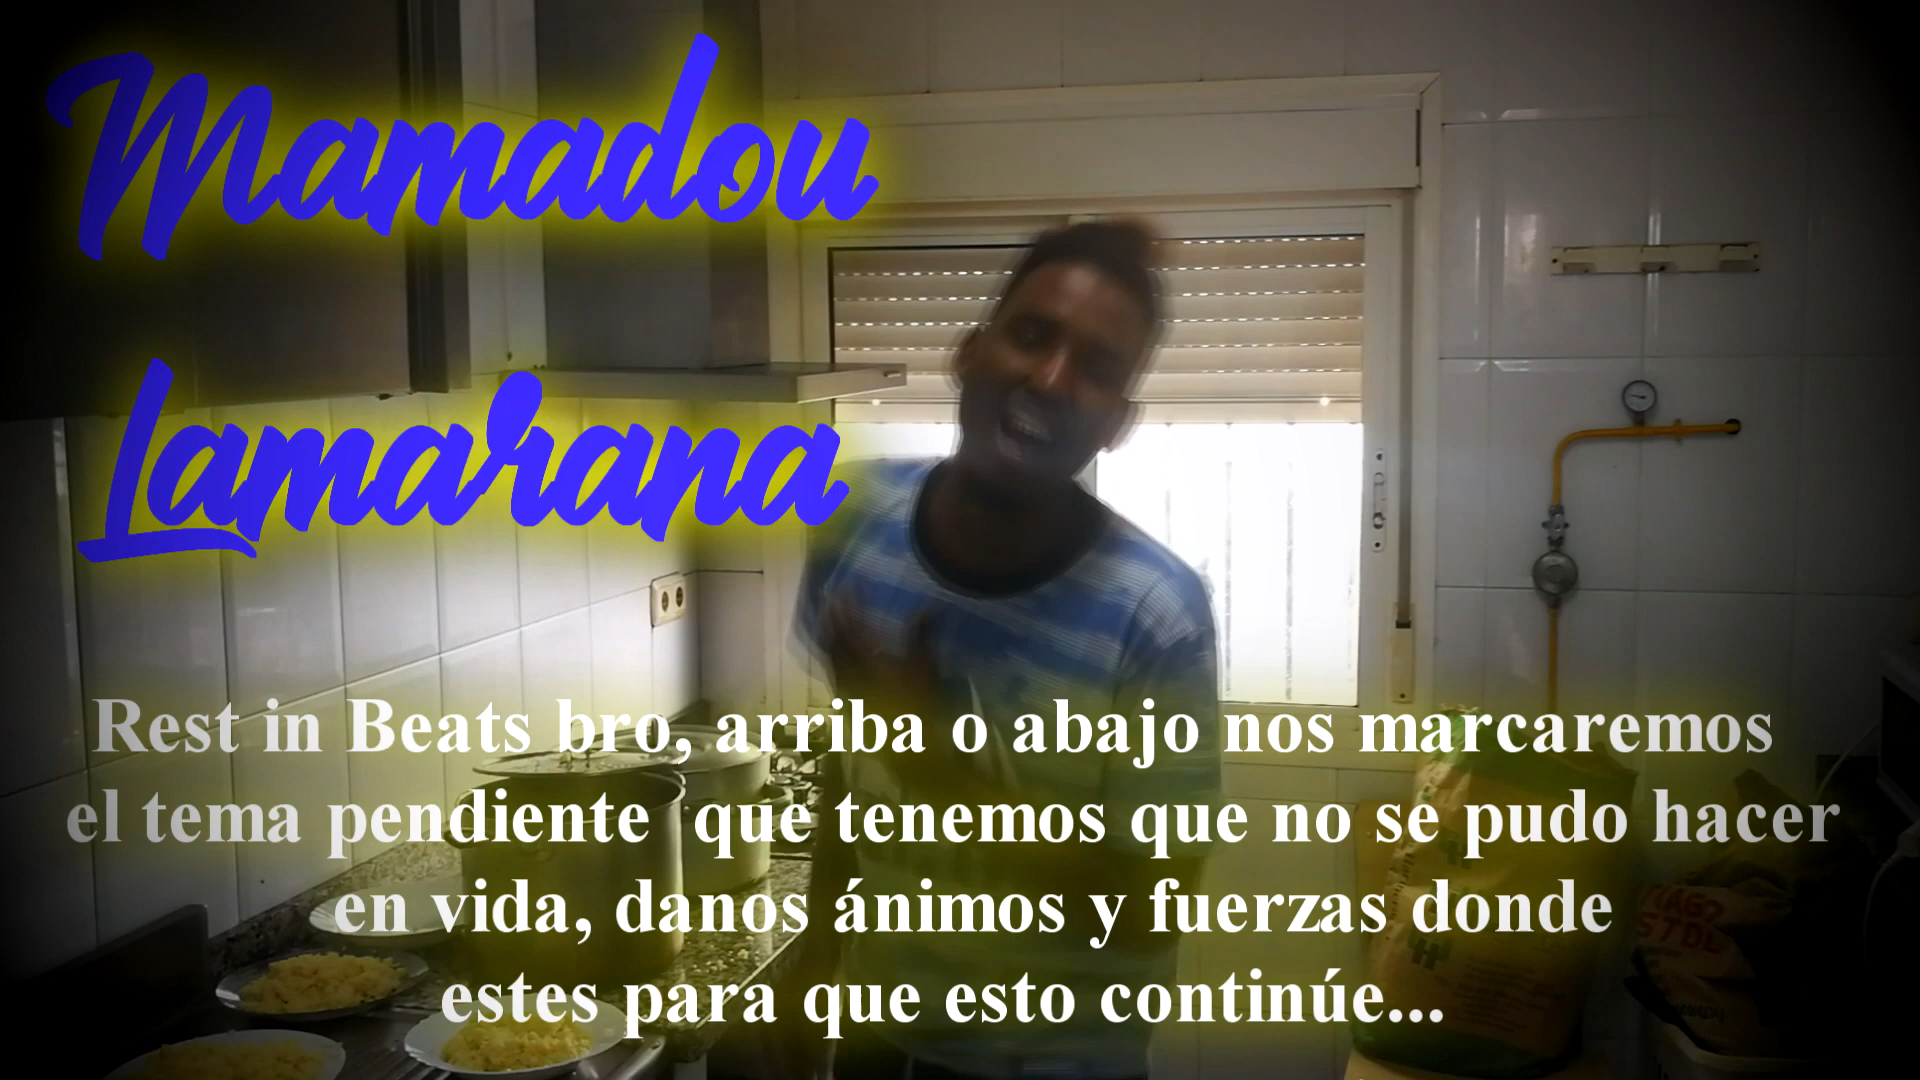 Mamadou
Lamarana
Rest in Beats bro, arriba o abajo nos marcaremos
el tema pendiente que tenemos que no se pudo hacer
en vida, danos ánimos y fuerzas donde
estes para que esto continúe...